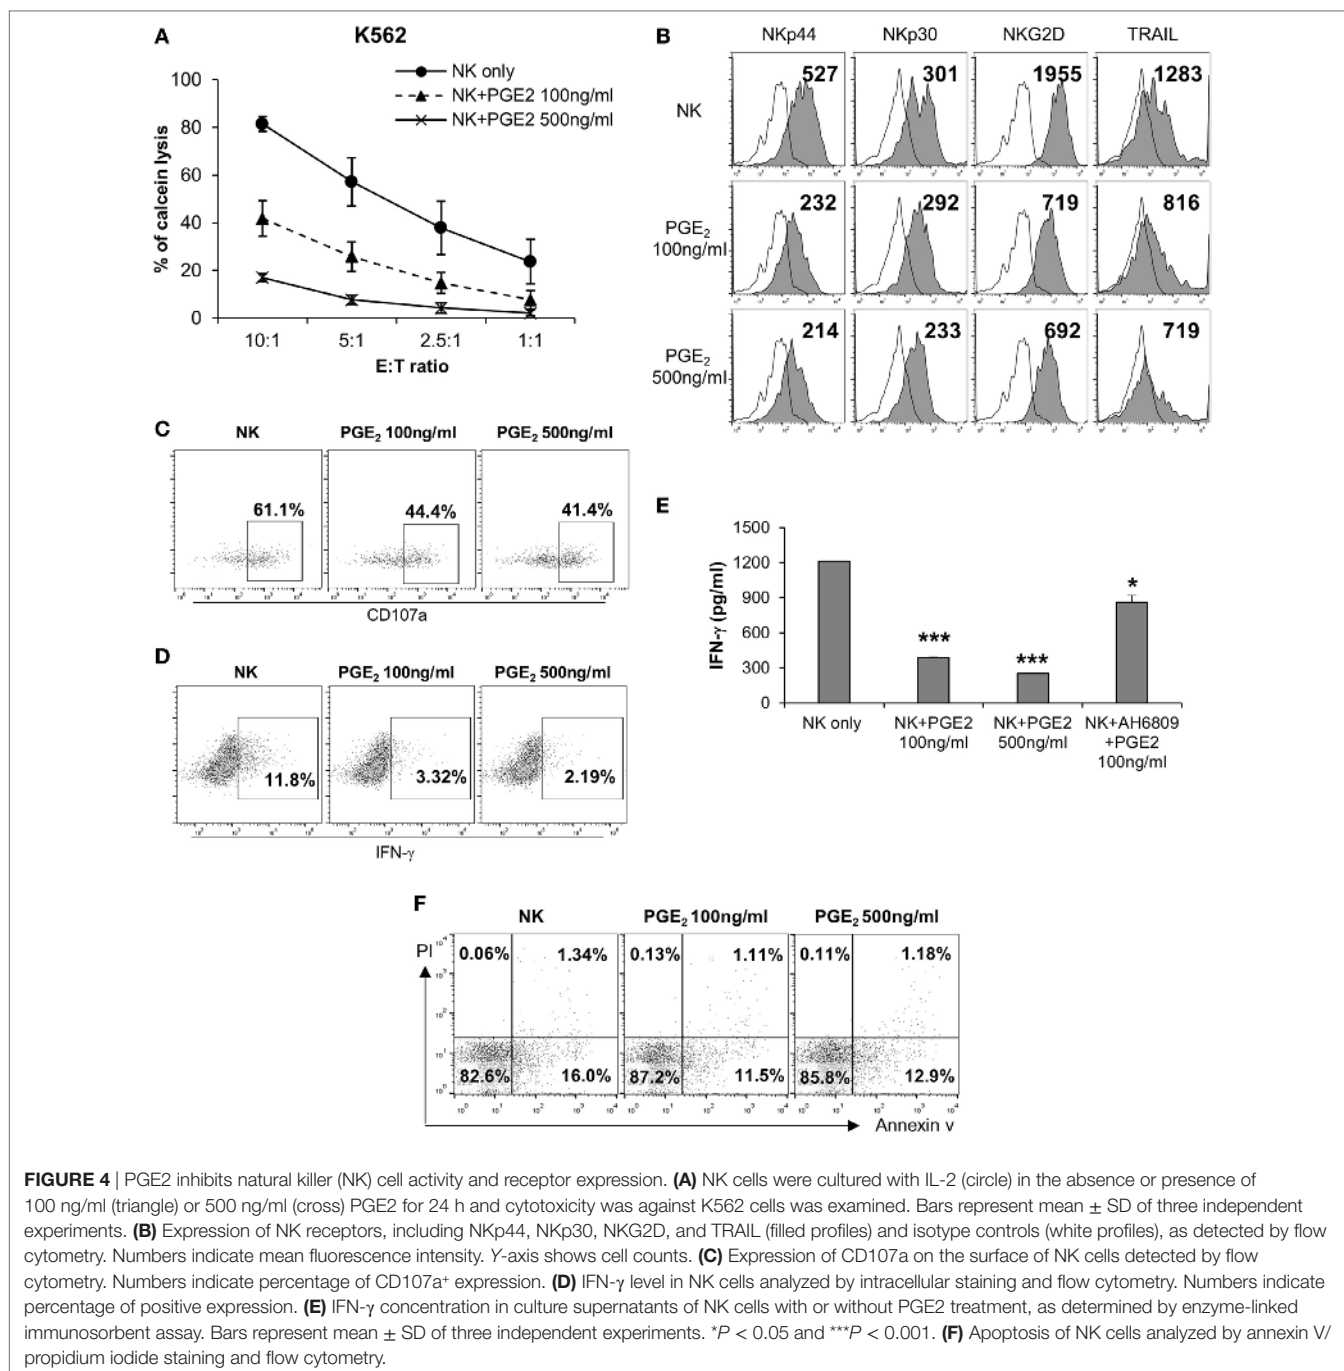 A
K562
NK only
NK+PGE2 100ng/ml
NK+PGE2 500ng/ml
% of calcein lysis
100
80
60
40
20
0
10:1 5:1 2.5:1 1:1
E:T ratio
B
NKp44 NKp30 NKG2D TRAIL
NK
527 301 1955 1283
PGE2
100ng/ml
232 292 719 816
PGE2
500ng/ml
214 233 692 719
C
NK PGE2 100ng/ml PGE2 500ng/ml
61.1% 44.4% 41.4%
CD107a
D
NK PGE2 100ng/ml PGE2 500ng/ml
11.8% 3.32% 2.19%
IFN-γ
E
IFN-γ (pg/ml)
1500
1200
900
600
300
0
*** *** *
NK only NK+PGE2 NK+PGE2 NK+AH6809
100ng/ml 500ng/ml +PGE2
100ng/ml
F
NK PGE2 100ng/ml PGE2 500ng/ml
PI
0.06% 1.34% 0.13% 1.11% 0.11% 1.18%
82.6% 16.0% 87.2% 11.5% 85.8% 12.9%
Annexin v
FIGURE 4 | PGE2 inhibits natural killer (NK) cell activity and receptor expression. (A) NK cells were cultured with IL-2 (circle) in the absence or presence of
100 ng/ml (triangle) or 500 ng/ml (cross) PGE2 for 24 h and cytotoxicity was against K562 cells was examined. Bars represent mean ± SD of three independent
experiments. (B) Expression of NK receptors, including NKp44, NKp30, NKG2D, and TRAIL (filled profiles) and isotype controls (white profiles), as detected by flow
cytometry. Numbers indicate mean fluorescence intensity. Y-axis shows cell counts. (C) Expression of CD107a on the surface of NK cells detected by flow
cytometry. Numbers indicate percentage of CD107a+ expression. (D) IFN-γ level in NK cells analyzed by intracellular staining and flow cytometry. Numbers indicate
percentage of positive expression. (E) IFN-γ concentration in culture supernatants of NK cells with or without PGE2 treatment, as determined by enzyme-linked
immunosorbent assay. Bars represent mean ± SD of three independent experiments. *P < 0.05 and ***P < 0.001. (F) Apoptosis of NK cells analyzed by annexin V/
propidium iodide staining and flow cytometry.